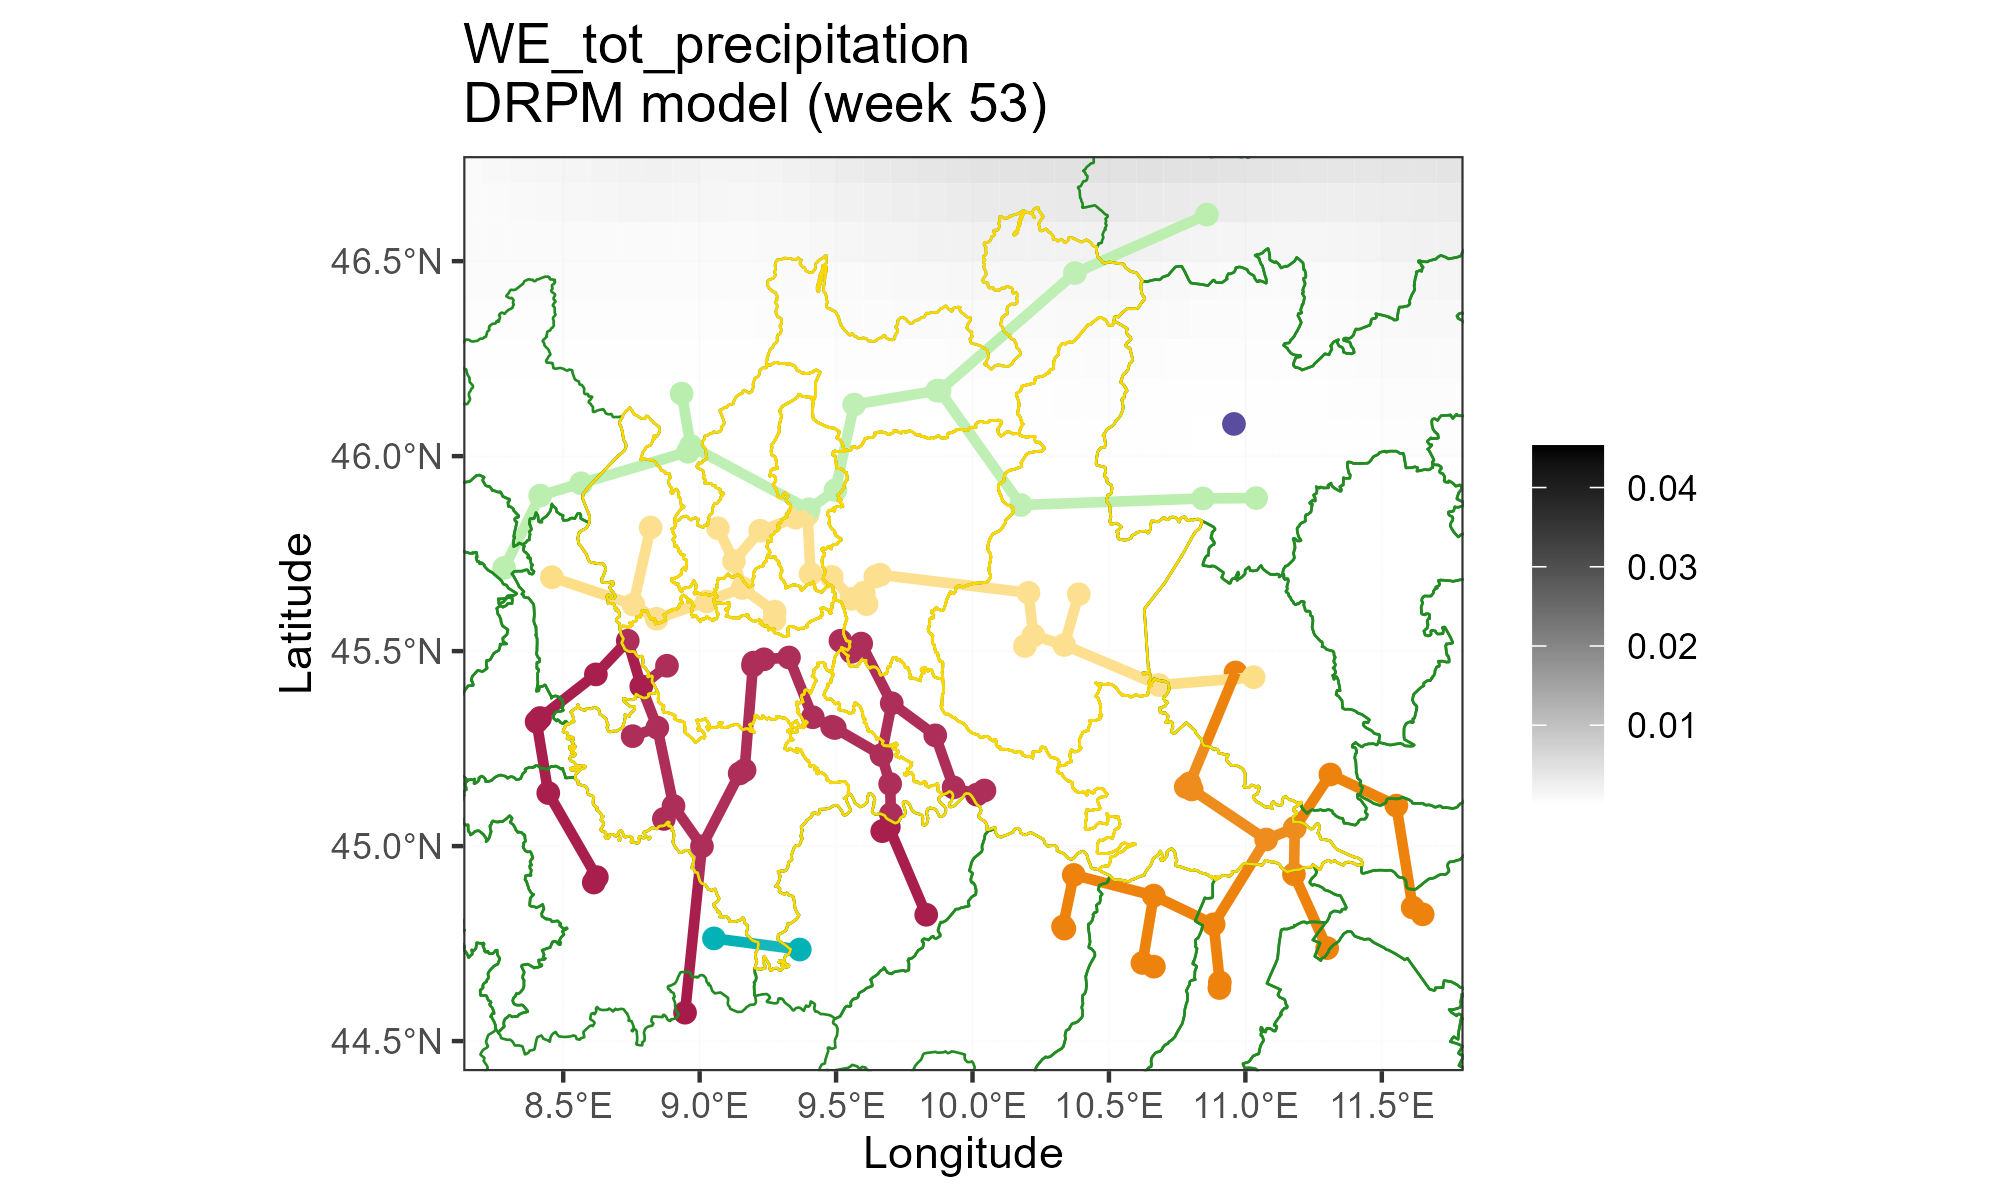 WE_tot_precipitation
DRPM model (week 53)
46.5°N
46.0°N
45.5°N
45.0°N
44.5°N
Latitude
8.5°E 9.0°E 9.5°E 10.0°E 10.5°E 11.0°E 11.5°E
Longitude
0.04
0.03
0.02
0.01